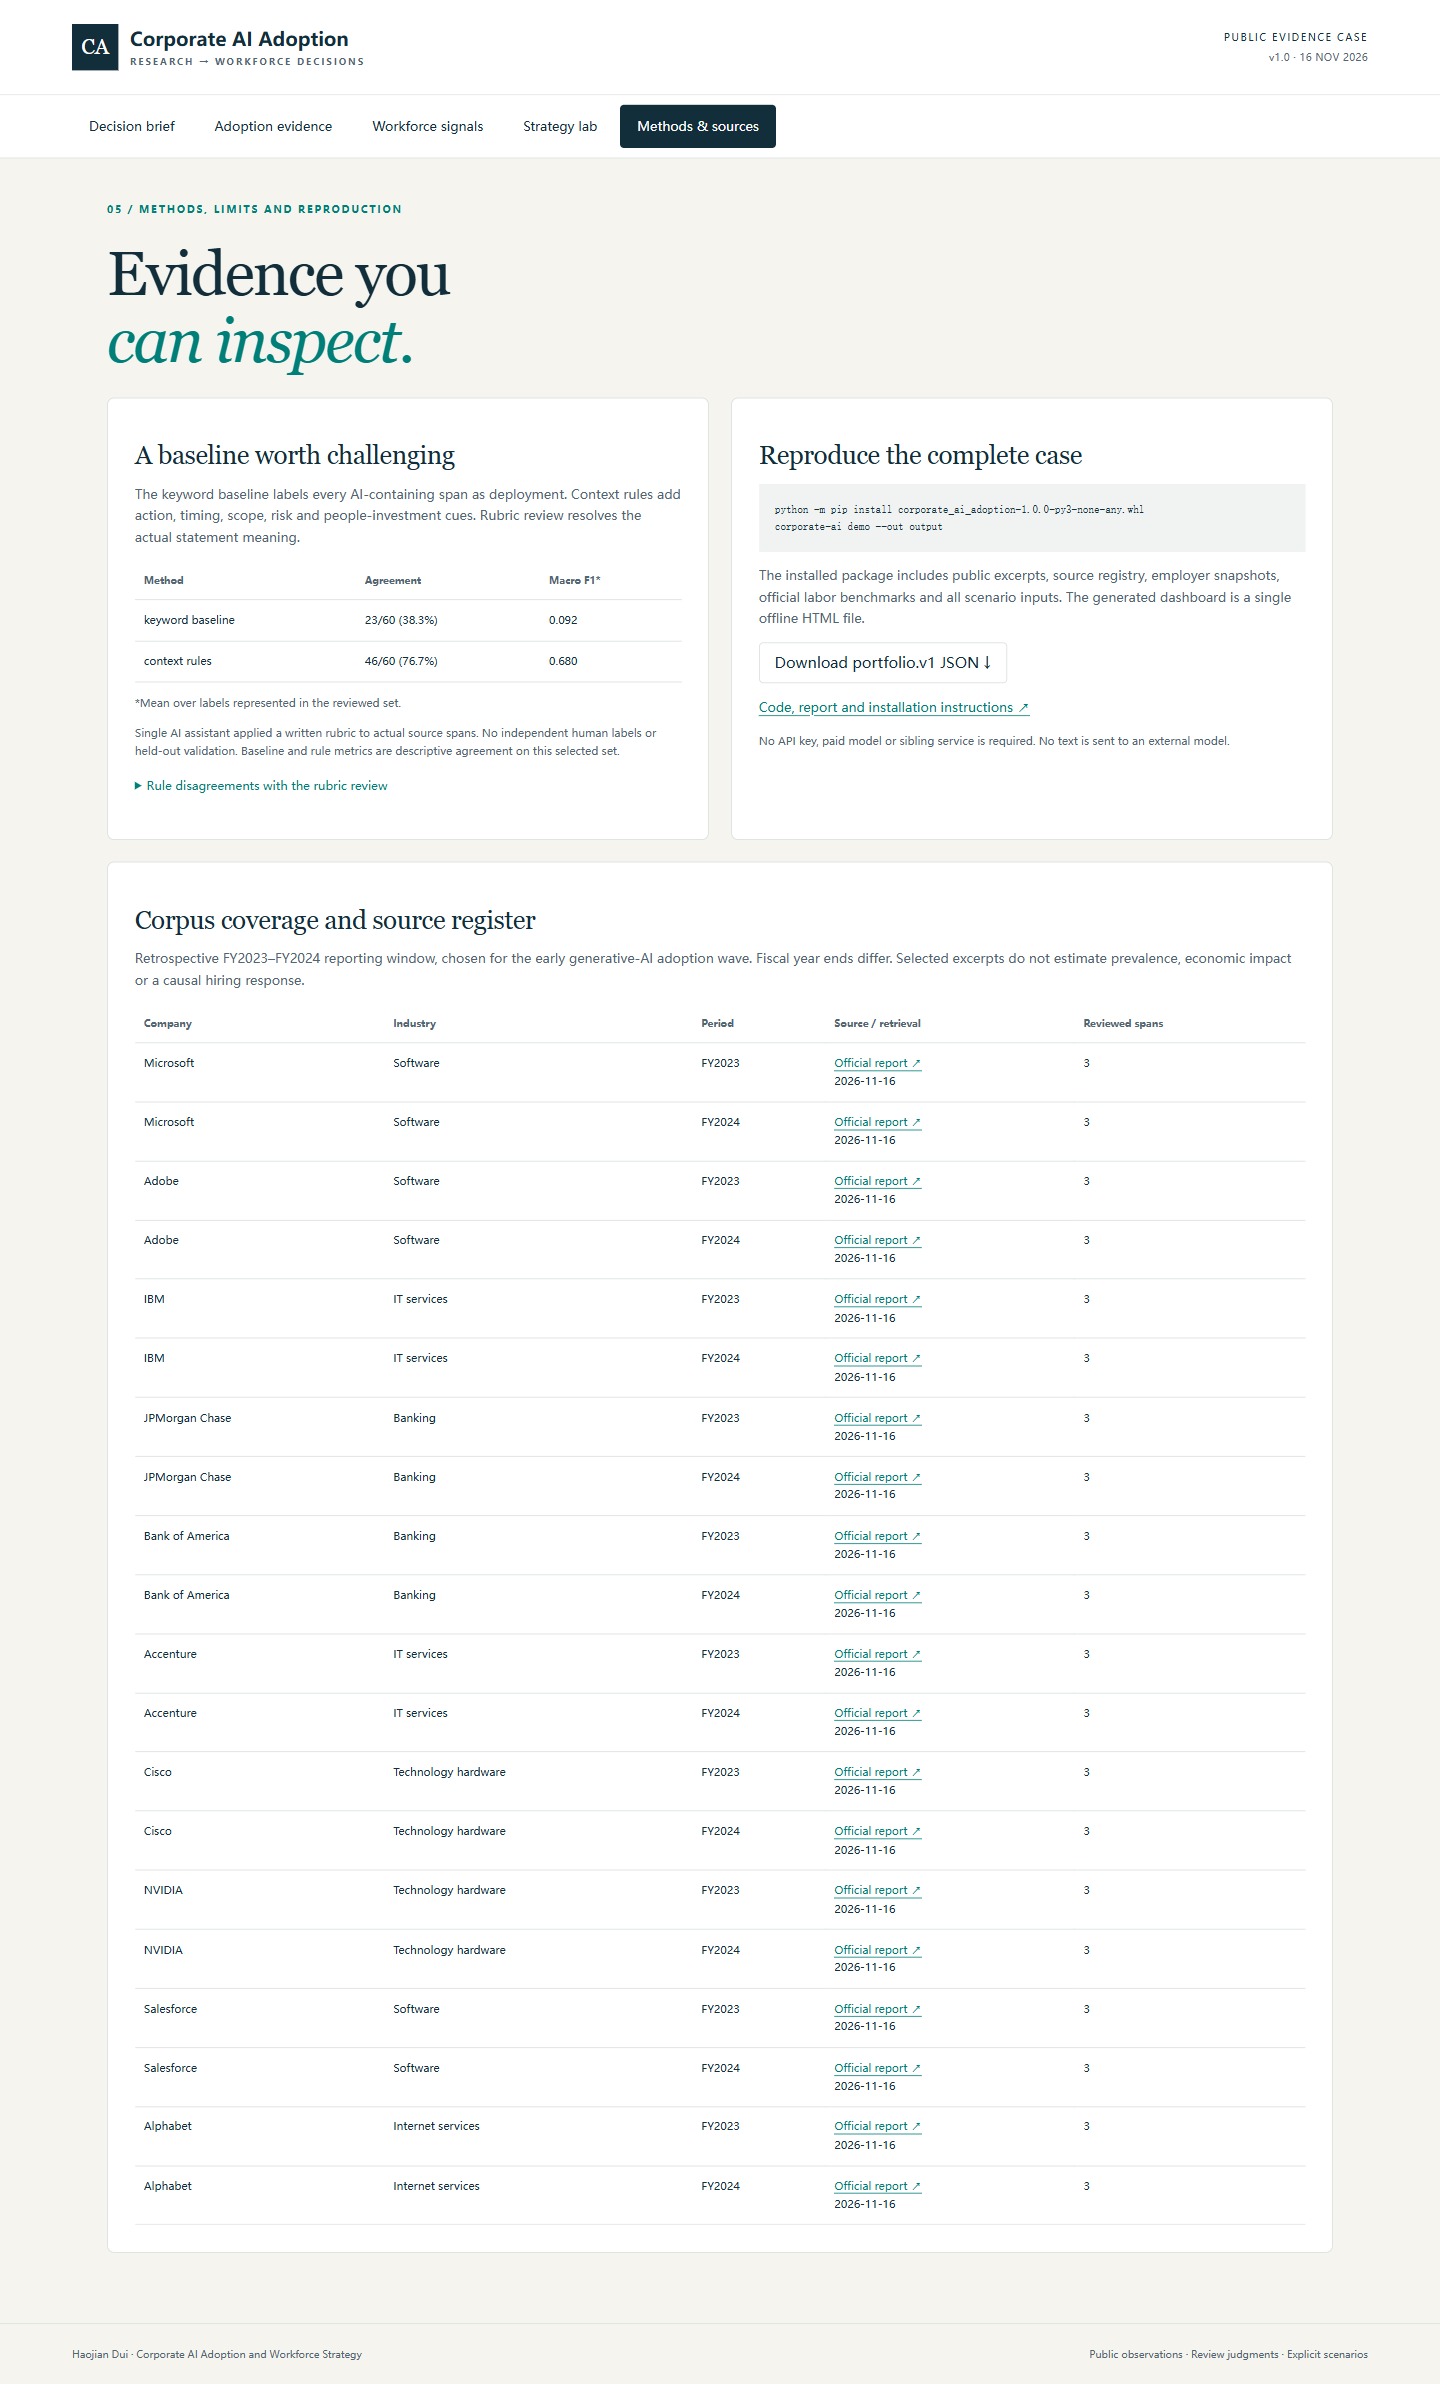 CA
Corporate AI Adoption
RESEARCH → WORKFORCE DECISIONS
PUBLIC EVIDENCE CASE
v1.0 · 16 NOV 2026
Decision brief
Adoption evidence
Workforce signals
Strategy lab
Methods & sources
05 / METHODS, LIMITS AND REPRODUCTION
Evidence you
can inspect.
A baseline worth challenging
The keyword baseline labels every AI-containing span as deployment. Context rules add
action, timing, scope, risk and people-investment cues. Rubric review resolves the
actual statement meaning.
Method Agreement Macro F1*
keyword baseline 23/60 (38.3%) 0.092
context rules 46/60 (76.7%) 0.680
*Mean over labels represented in the reviewed set.
Single AI assistant applied a written rubric to actual source spans. No independent human labels or
held-out validation. Baseline and rule metrics are descriptive agreement on this selected set.
▶ Rule disagreements with the rubric review
Reproduce the complete case
python -m pip install corporate_ai_adoption-1.0.0-py3-none-any.whl
corporate-ai demo --out output
The installed package includes public excerpts, source registry, employer snapshots,
official labor benchmarks and all scenario inputs. The generated dashboard is a single
offline HTML file.
Download portfolio.v1 JSON ↓
Code, report and installation instructions ↗
No API key, paid model or sibling service is required. No text is sent to an external model.
Corpus coverage and source register
Retrospective FY2023–FY2024 reporting window, chosen for the early generative-AI adoption wave. Fiscal year ends differ. Selected excerpts do not estimate prevalence, economic impact
or a causal hiring response.
Company Industry Period Source / retrieval Reviewed spans
Microsoft Software FY2023 Official report ↗ 3
2026-11-16
Microsoft Software FY2024 Official report ↗ 3
2026-11-16
Adobe Software FY2023 Official report ↗ 3
2026-11-16
Adobe Software FY2024 Official report ↗ 3
2026-11-16
IBM IT services FY2023 Official report ↗ 3
2026-11-16
IBM IT services FY2024 Official report ↗ 3
2026-11-16
JPMorgan Chase Banking FY2023 Official report ↗ 3
2026-11-16
JPMorgan Chase Banking FY2024 Official report ↗ 3
2026-11-16
Bank of America Banking FY2023 Official report ↗ 3
2026-11-16
Bank of America Banking FY2024 Official report ↗ 3
2026-11-16
Accenture IT services FY2023 Official report ↗ 3
2026-11-16
Accenture IT services FY2024 Official report ↗ 3
2026-11-16
Cisco Technology hardware FY2023 Official report ↗ 3
2026-11-16
Cisco Technology hardware FY2024 Official report ↗ 3
2026-11-16
NVIDIA Technology hardware FY2023 Official report ↗ 3
2026-11-16
NVIDIA Technology hardware FY2024 Official report ↗ 3
2026-11-16
Salesforce Software FY2023 Official report ↗ 3
2026-11-16
Salesforce Software FY2024 Official report ↗ 3
2026-11-16
Alphabet Internet services FY2023 Official report ↗ 3
2026-11-16
Alphabet Internet services FY2024 Official report ↗ 3
2026-11-16
Haojian Dui · Corporate AI Adoption and Workforce Strategy
Public observations · Review judgments · Explicit scenarios